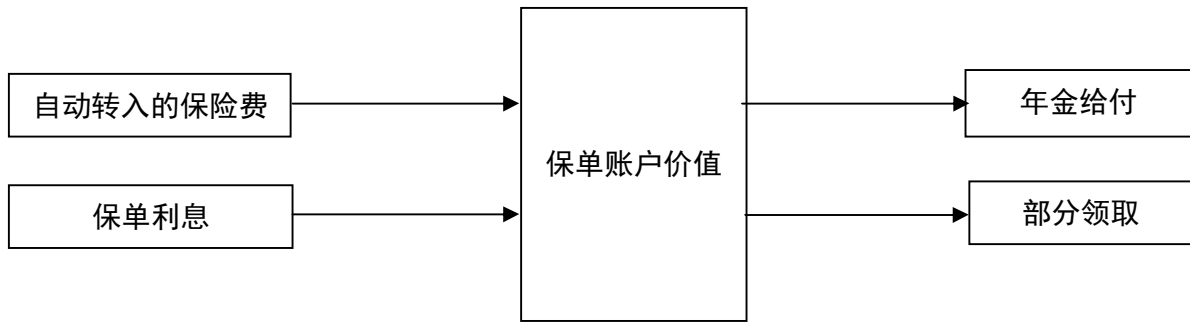 自动转入的保险费
保单利息
保单账户价值
年金给付
部分领取